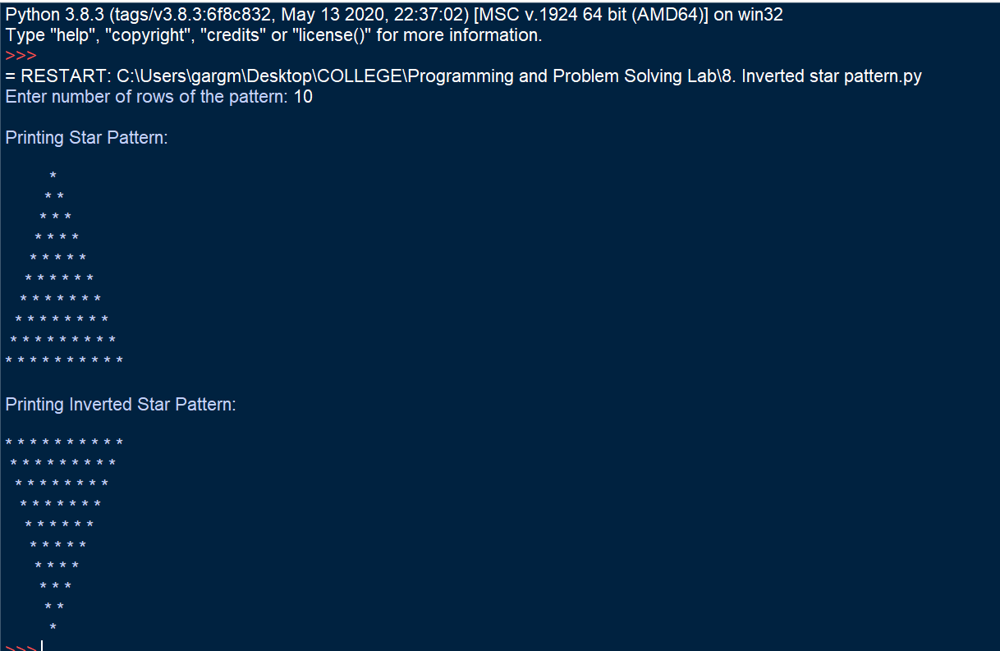 Python 3.8.3 (tags/v3.8.3:6f8c832, May 13 2020, 22:37:02) [MSC v.1924 64 bit (AMD64)] on win32
Type "help", "copyright", "credits" or "license()" for more information.
>>>
= RESTART: C:\Users\gargm\Desktop\COLLEGE\Programming and Problem Solving Lab\8. Inverted star pattern.py
Enter number of rows of the pattern: 10

Printing Star Pattern:

         *
        * *
       * * *
      * * * *
     * * * * *
    * * * * * *
   * * * * * * *
  * * * * * * * *
 * * * * * * * * *
* * * * * * * * * *

Printing Inverted Star Pattern:

* * * * * * * * * *
 * * * * * * * * *
  * * * * * * * *
   * * * * * * *
    * * * * * *
     * * * * *
      * * * *
       * * *
        * *
         *
>>>